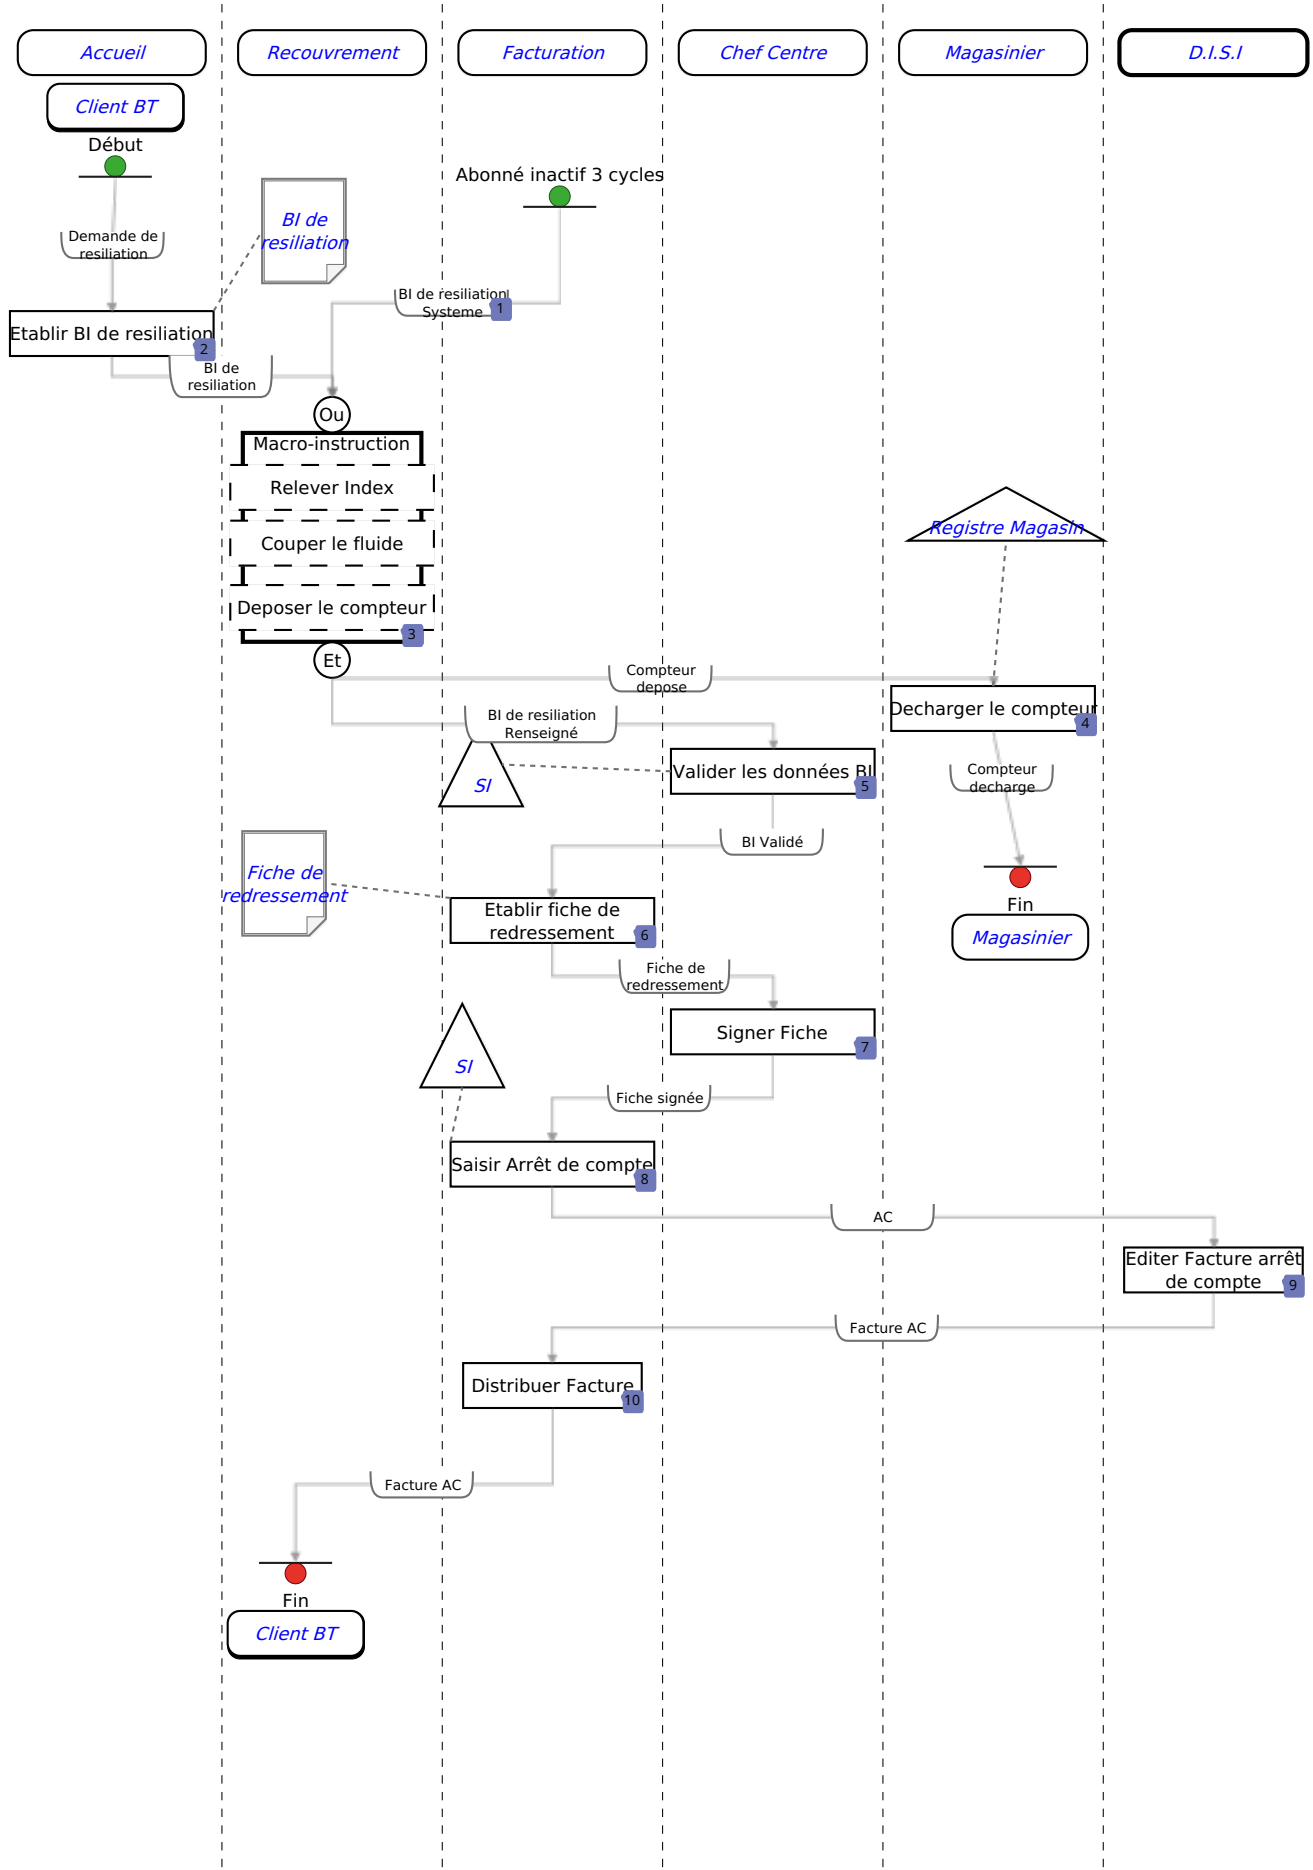 Accueil
Recouvrement
Facturation
Chef Centre
Magasinier
D.I.S.I
Client BT
Début
Abonné inactif 3 cycles
BI de
resiliation
Demande de
resiliation
BI de resiliation
Systeme
1
Etablir BI de resiliation
2
BI de
resiliation
Ou
Macro-instruction
Relever Index
Couper le fluide
Deposer le compteur
3
Registre Magasin
Et
Compteur
depose
Decharger le compteur
4
BI de resiliation
Renseigné
SI
Valider les données BI
5
Compteur
decharge
BI Validé
Fiche de
redressement
Etablir fiche de
redressement
6
Fin
Magasinier
Fiche de
redressement
Signer Fiche
7
SI
Fiche signée
Saisir Arrêt de compte
8
AC
Editer Facture arrêt
de compte
9
Facture AC
Distribuer Facture
10
Facture AC
Fin
Client BT